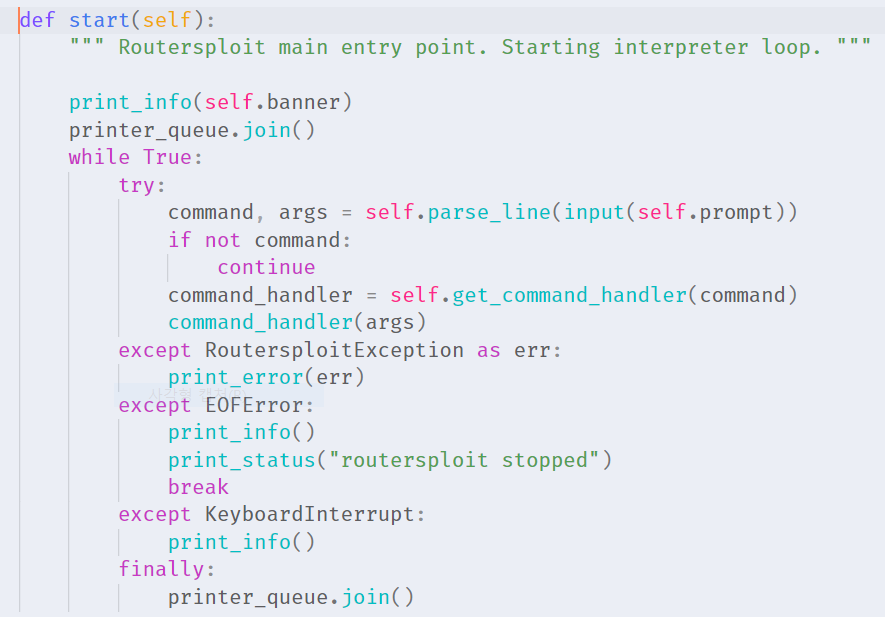 def start(self):
    """ Routersploit main entry point. Starting interpreter loop. """

    print_info(self.banner)
    printer_queue.join()
    while True:
        try:
            command, args = self.parse_line(input(self.prompt))
            if not command:
                continue
            command_handler = self.get_command_handler(command)
            command_handler(args)
        except RoutersploitException as err:
            print_error(err)
        except EOFError:
            print_info()
            print_status("routersploit stopped")
            break
        except KeyboardInterrupt:
            print_info()
        finally:
            printer_queue.join()